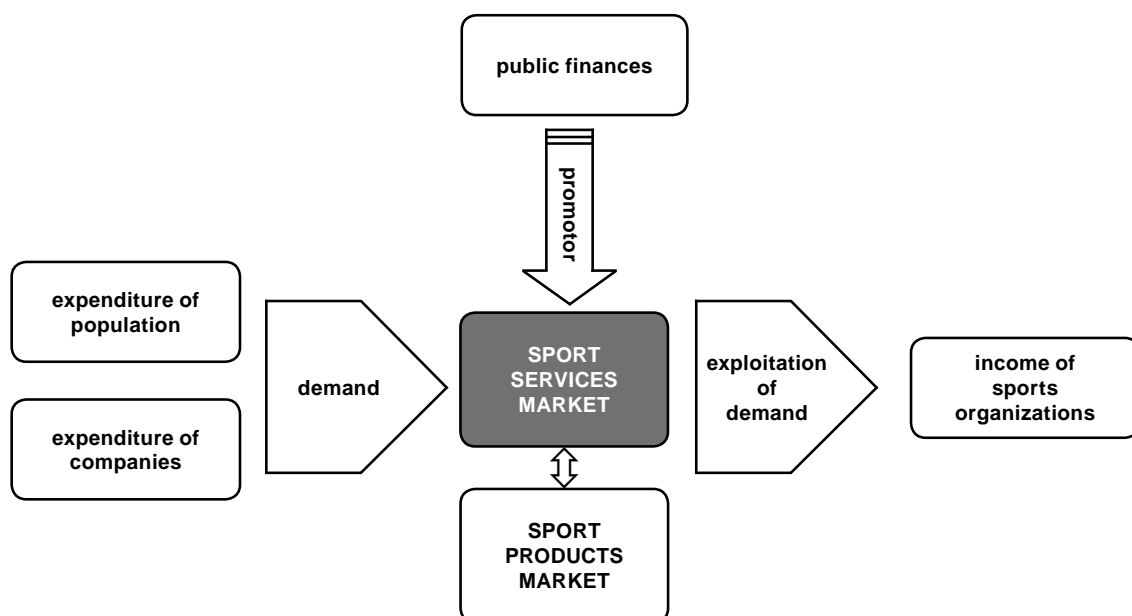 public finances
promotor
expenditure of
population
expenditure of
companies
demand
SPORT
SERVICES
MARKET
exploitation
of
demand
income of
sports
organizations
SPORT
PRODUCTS
MARKET